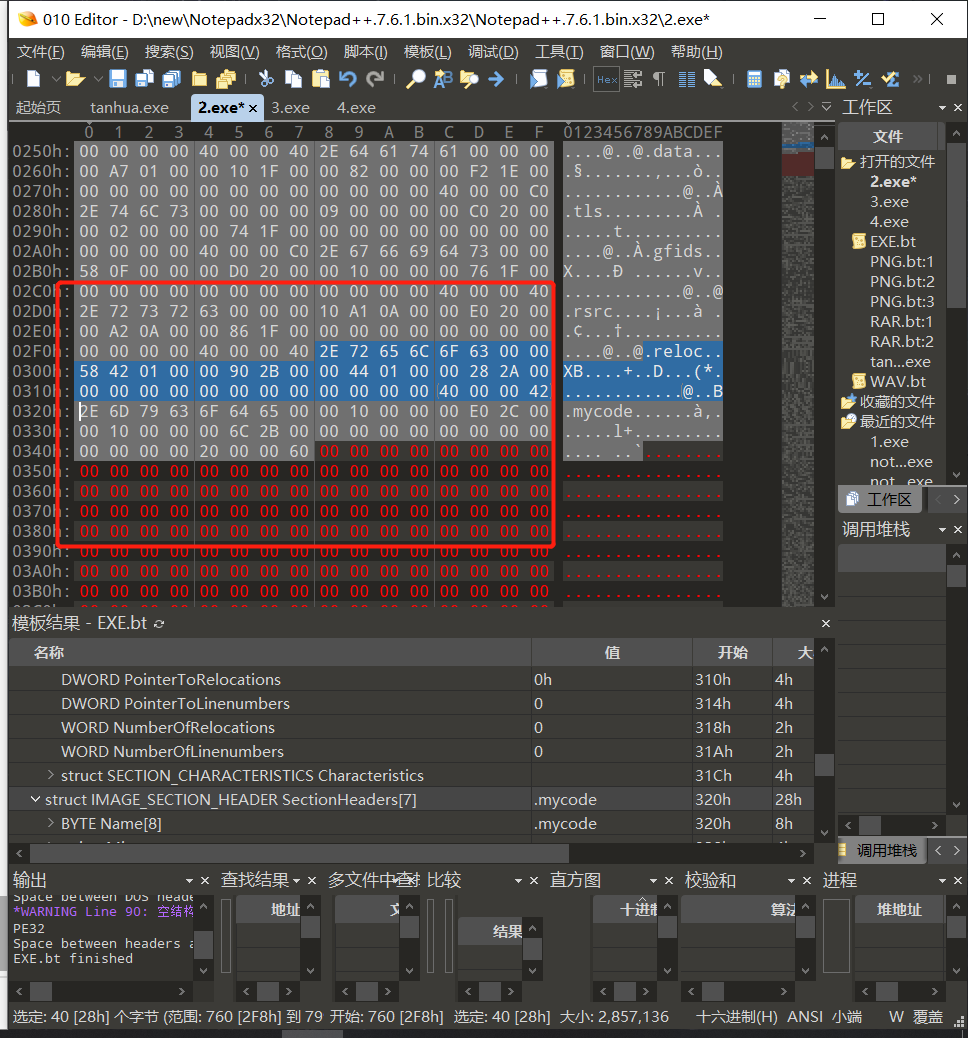 010 Editor - D:\new\Notepadx32\Notepad++.7.6.1.bin.x32\Notepad++.7.6.1.bin.x32\2.exe*
文件(F) 编辑(E) 搜索(S) 视图(V) 格式(O) 脚本(I) 模板(L) 调试(D) 工具(T) 窗口(W) 帮助(H)
起始页 tanhua.exe 2.exe* × 3.exe 4.exe
0 1 2 3 4 5 6 7 8 9 A B C D E F 0123456789ABCDEF
0250h: 00 00 00 00 40 00 00 40 2E 64 61 74 61 00 00 00 ....@..@.data...
0260h: 00 A7 01 00 00 10 1F 00 00 82 00 00 00 F2 1E 00 .§.......‚...ò..
0270h: 00 00 00 00 00 00 00 00 00 00 00 00 40 00 00 C0 ............@..À
0280h: 2E 74 6C 73 00 00 00 00 09 00 00 00 00 C0 20 00 .tls.........À .
0290h: 00 02 00 00 00 74 1F 00 00 00 00 00 00 00 00 00 .....t..........
02A0h: 00 00 00 00 40 00 00 C0 2E 67 66 69 64 73 00 00 ....@..À.gfids..
02B0h: 58 0F 00 00 00 D0 20 00 00 10 00 00 00 76 1F 00 X....Ð ......v..
02C0h: 00 00 00 00 00 00 00 00 00 00 00 00 40 00 00 40 ............@..@
02D0h: 2E 72 73 72 63 00 00 00 10 A1 0A 00 00 E0 20 00 .rsrc....¡...à .
02E0h: 00 A2 0A 00 00 86 1F 00 00 00 00 00 00 00 00 00 .¢...†..........
02F0h: 00 00 00 00 40 00 00 40 2E 72 65 6C 6F 63 00 00 ....@..@.reloc..
0300h: 58 42 01 00 00 90 2B 00 00 44 01 00 00 28 2A 00 XB....+..D...(*.
0310h: 00 00 00 00 00 00 00 00 00 00 00 00 40 00 00 42 ............@..B
0320h: 2E 6D 79 63 6F 64 65 00 00 10 00 00 00 E0 2C 00 .mycode......à,.
0330h: 00 10 00 00 00 6C 2B 00 00 00 00 00 00 00 00 00 .....l+.........
0340h: 00 00 00 00 20 00 00 60 00 00 00 00 00 00 00 00 .... ..`........
0350h: 00 00 00 00 00 00 00 00 00 00 00 00 00 00 00 00 ................
0360h: 00 00 00 00 00 00 00 00 00 00 00 00 00 00 00 00 ................
0370h: 00 00 00 00 00 00 00 00 00 00 00 00 00 00 00 00 ................
0380h: 00 00 00 00 00 00 00 00 00 00 00 00 00 00 00 00 ................
0390h: 00 00 00 00 00 00 00 00 00 00 00 00 00 00 00 00 ................
03A0h: 00 00 00 00 00 00 00 00 00 00 00 00 00 00 00 00 ................
03B0h: 00 00 00 00 00 00 00 00 00 00 00 00 00 00 00 00 ................
工作区
文件
打开的文件
2.exe*
3.exe
4.exe
EXE.bt
PNG.bt:1
PNG.bt:2
PNG.bt:3
RAR.bt:1
RAR.bt:2
tan...exe
WAV.bt
收藏的文件
最近的文件
1.exe
not...exe
not...exe
工作区
调用堆栈
调用堆栈
模板结果 - EXE.bt
名称 值 开始
DWORD PointerToRelocations 0h 310h 4h
DWORD PointerToLinenumbers 0 314h 4h
WORD NumberOfRelocations 0 318h 2h
WORD NumberOfLinenumbers 0 31Ah 2h
struct SECTION_CHARACTERISTICS Characteristics 31Ch 4h
struct IMAGE_SECTION_HEADER SectionHeaders[7] .mycode 320h 28h
BYTE Name[8] .mycode 320h 8h
输出 查找结果 多文件中查找 比较 直方图 校验和 进程
Space between DOS heade
*WARNING Line 90: 空结构
PE32
Space between headers a
EXE.bt finished
地址 结果 十进制 算法 堆地址
选定: 40 [28h] 个字节 (范围: 760 [2F8h] 到 79 开始: 760 [2F8h] 选定: 40 [28h] 大小: 2,857,136 十六进制(H) ANSI 小端 W 覆盖